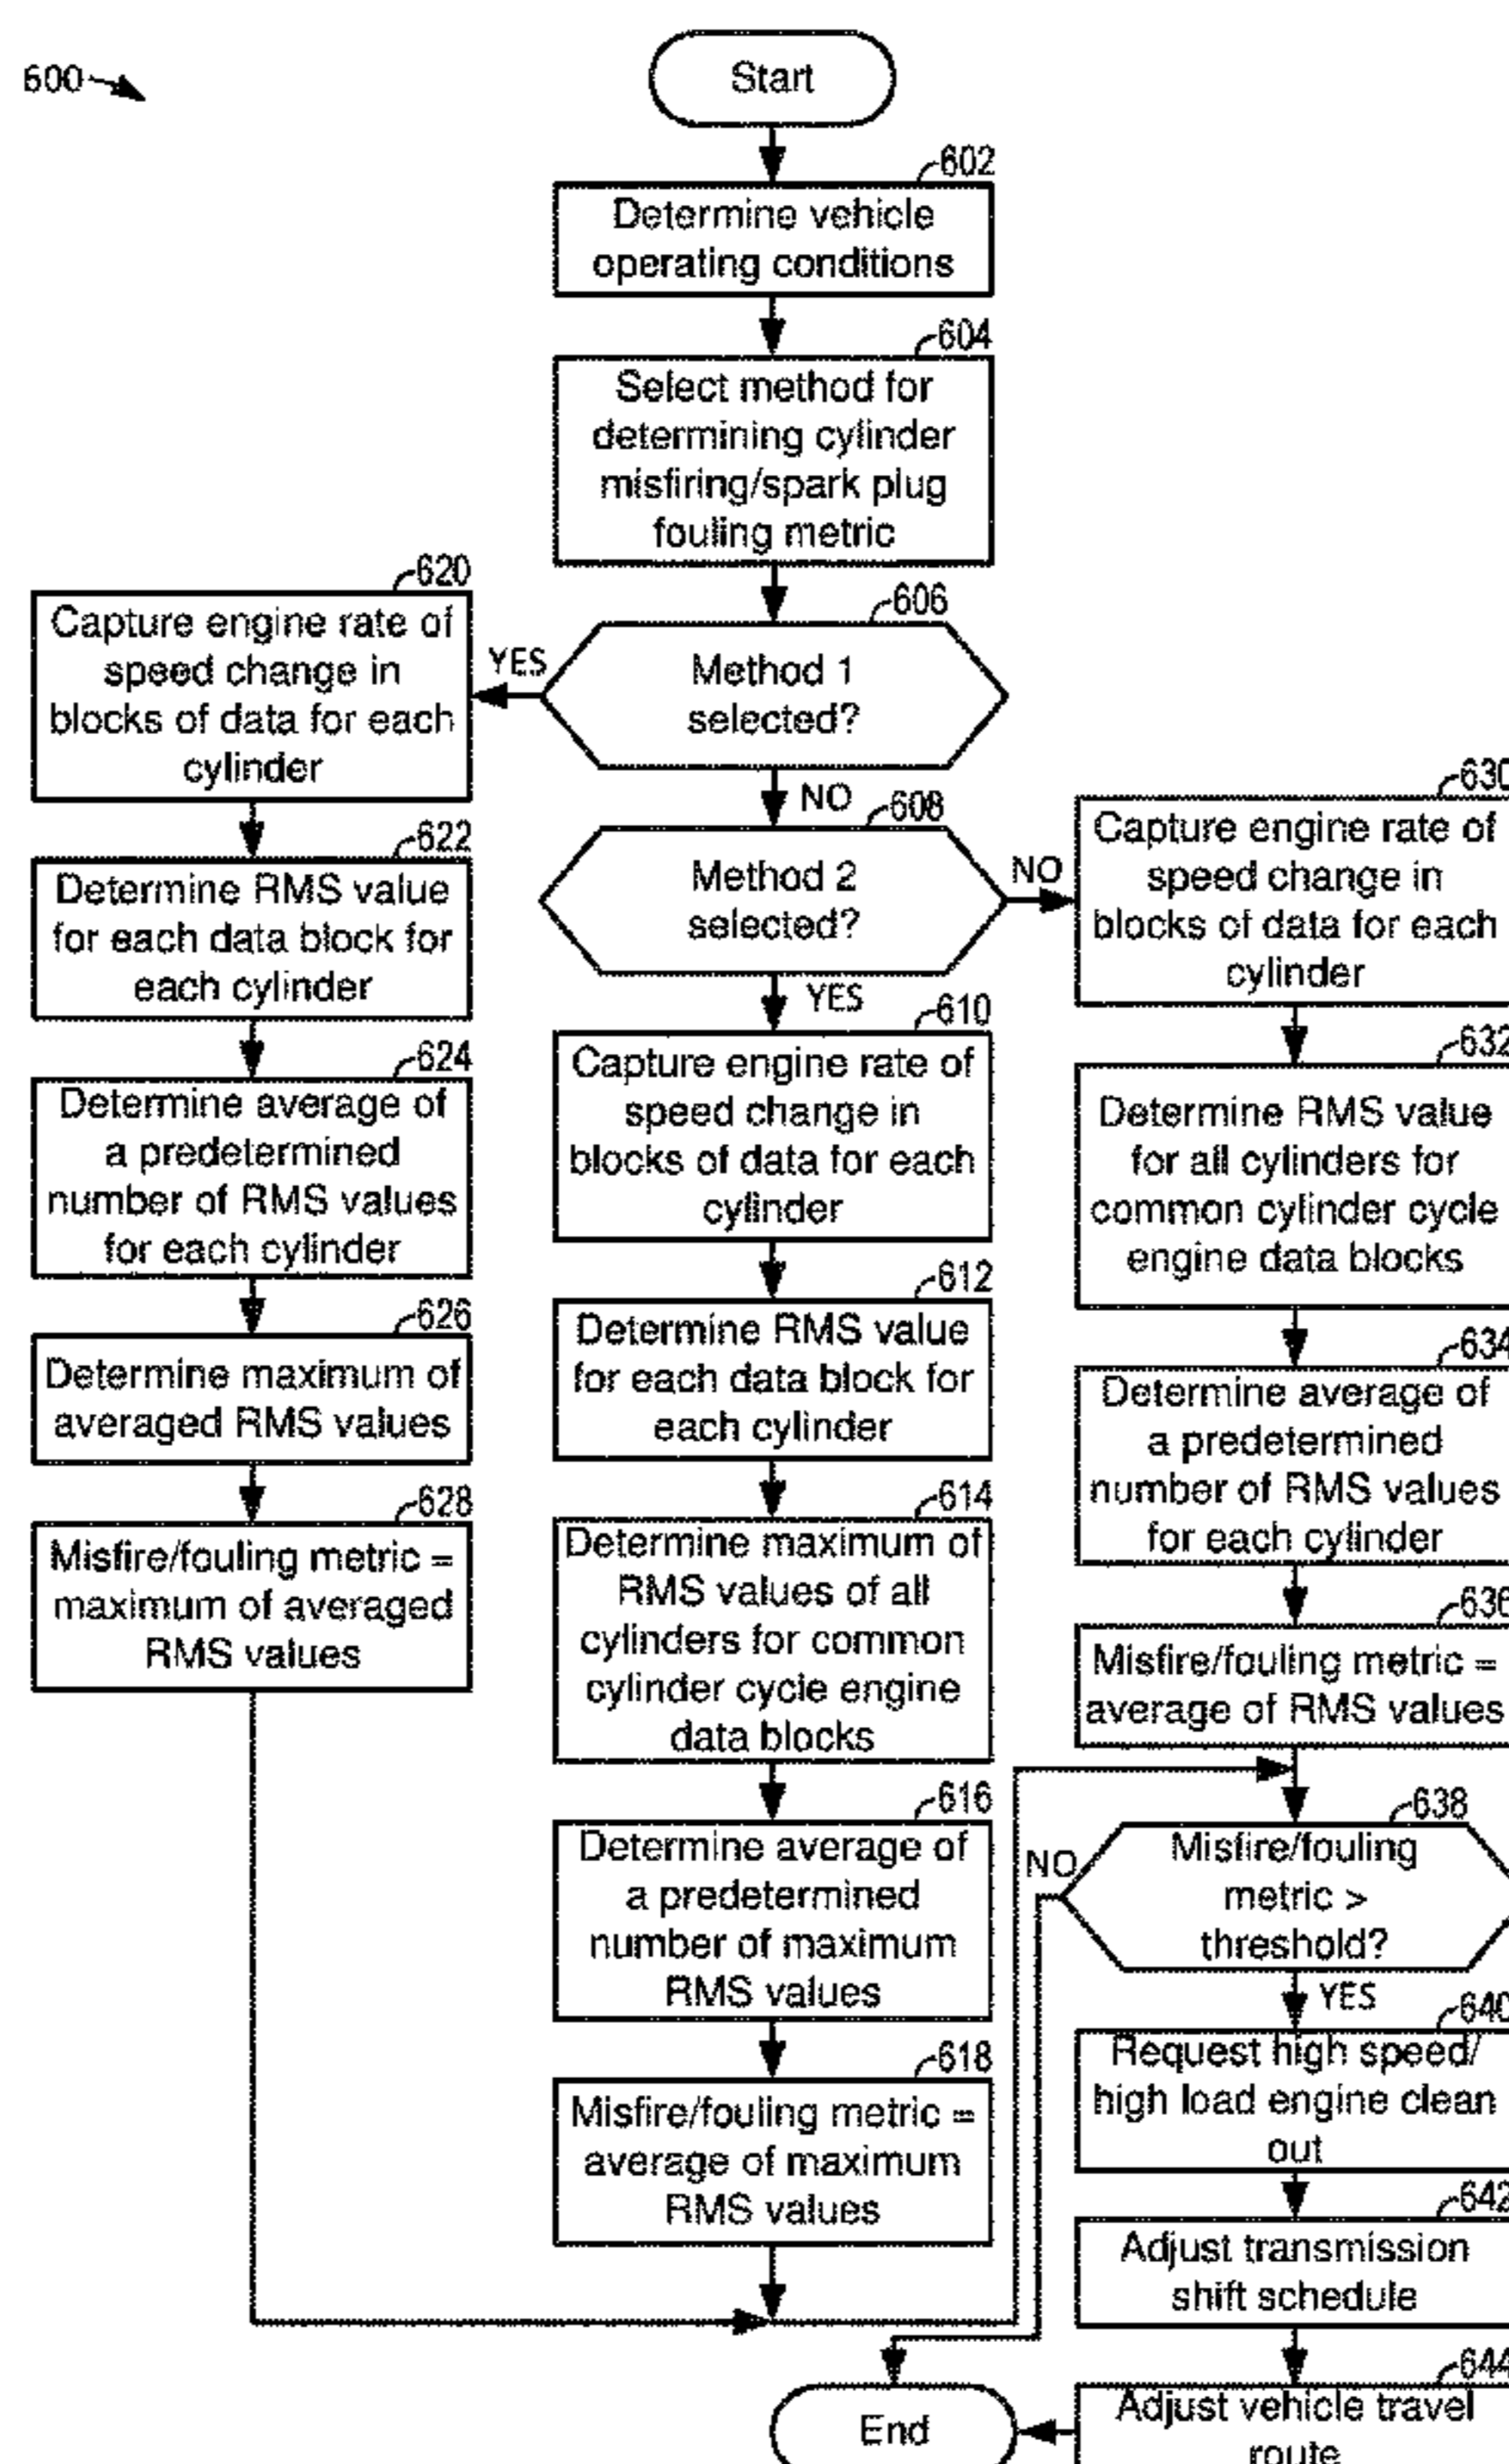 600
Start
602
Determine vehicle
operating conditions
604
Select method for
determining cylinder
misfiring/spark plug
fouling metric
606
Method 1
selected?
YES
NO
620
Capture engine rate of
speed change in
blocks of data for each
cylinder
622
Determine RMS value
for each data block for
each cylinder
624
Determine average of
a predetermined
number of RMS values
for each cylinder
626
Determine maximum of
averaged RMS values
628
Misfire/fouling metric =
maximum of averaged
RMS values
608
Method 2
selected?
NO
YES
610
Capture engine rate of
speed change in
blocks of data for each
cylinder
612
Determine RMS value
for each data block for
each cylinder
614
Determine maximum of
RMS values of all
cylinders for common
cylinder cycle engine
data blocks
616
Determine average of
a predetermined
number of maximum
RMS values
618
Misfire/fouling metric =
average of maximum
RMS values
630
Capture engine rate of
speed change in
blocks of data for each
cylinder
632
Determine RMS value
for all cylinders for
common cylinder cycle
engine data blocks
634
Determine average of
a predetermined
number of RMS values
for each cylinder
636
Misfire/fouling metric =
average of RMS values
638
Misfire/fouling
metric >
threshold?
NO
YES
640
Request high speed/
high load engine clean
out
642
Adjust transmission
shift schedule
644
Adjust vehicle travel
route
End